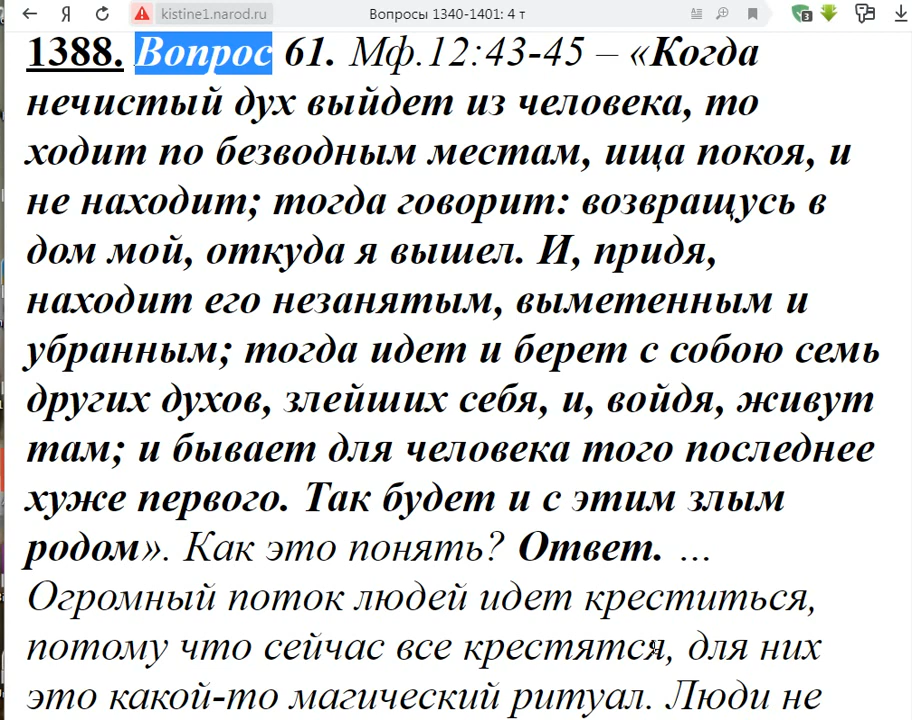 Я kistine1.narod.ru Вопросы 1340-1401: 4 т 3
1388. Вопрос 61. Мф.12:43-45 – «Когда
нечистый дух выйдет из человека, то
ходит по безводным местам, ища покоя, и
не находит; тогда говорит: возвращусь в
дом мой, откуда я вышел. И, придя,
находит его незанятым, выметенным и
убранным; тогда идет и берет с собою семь
других духов, злейших себя, и, войдя, живут
там; и бывает для человека того последнее
хуже первого. Так будет и с этим злым
родом». Как это понять? Ответ. ...
Огромный поток людей идет креститься,
потому что сейчас все крестятся, для них
это какой-то магический ритуал. Люди не